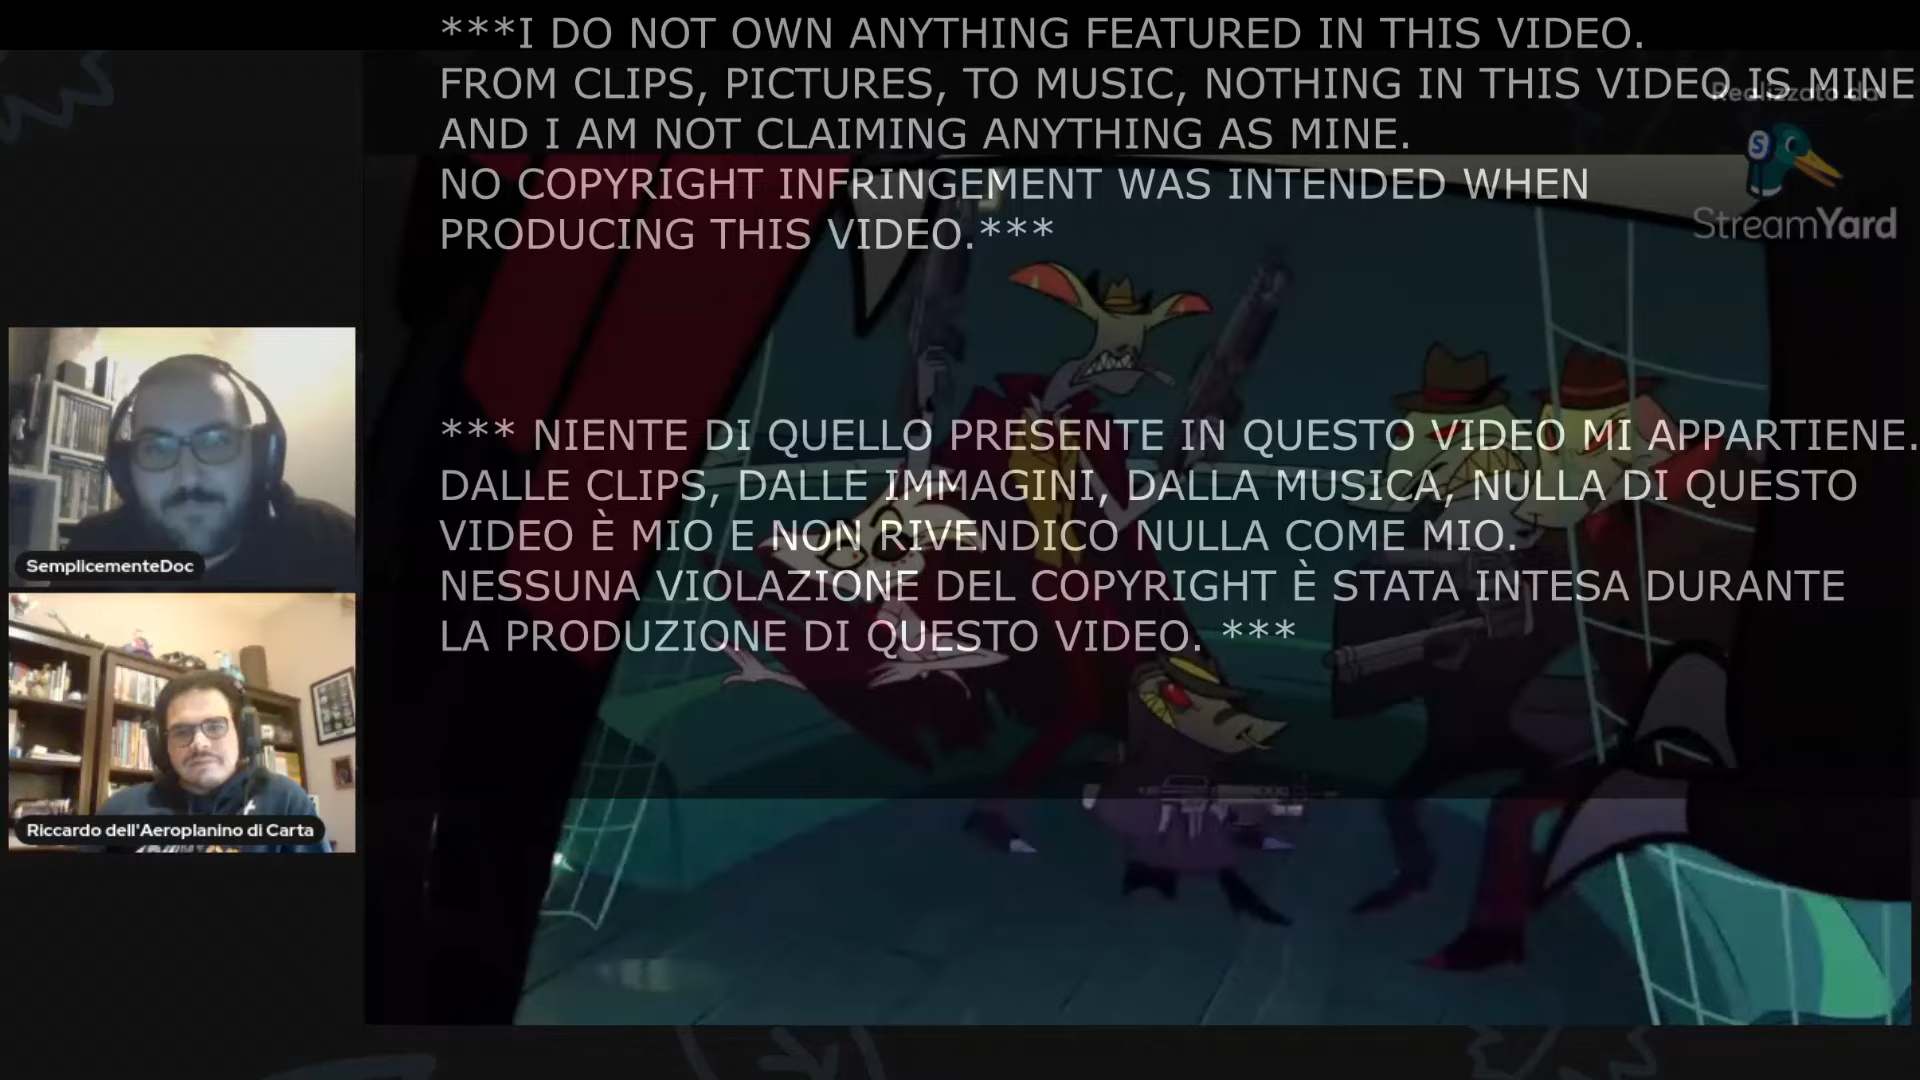 ***I DO NOT OWN ANYTHING FEATURED IN THIS VIDEO.
FROM CLIPS, PICTURES, TO MUSIC, NOTHING IN THIS VIDEO IS MINE
AND I AM NOT CLAIMING ANYTHING AS MINE.
NO COPYRIGHT INFRINGEMENT WAS INTENDED WHEN
PRODUCING THIS VIDEO.***
Realizzato da
StreamYard
*** NIENTE DI QUELLO PRESENTE IN QUESTO VIDEO MI APPARTIENE.
DALLE CLIPS, DALLE IMMAGINI, DALLA MUSICA, NULLA DI QUESTO
VIDEO È MIO E NON RIVENDICO NULLA COME MIO.
NESSUNA VIOLAZIONE DEL COPYRIGHT È STATA INTESA DURANTE
LA PRODUZIONE DI QUESTO VIDEO. ***
SemplicementeDoc
Riccardo dell'Aeroplanino di Carta